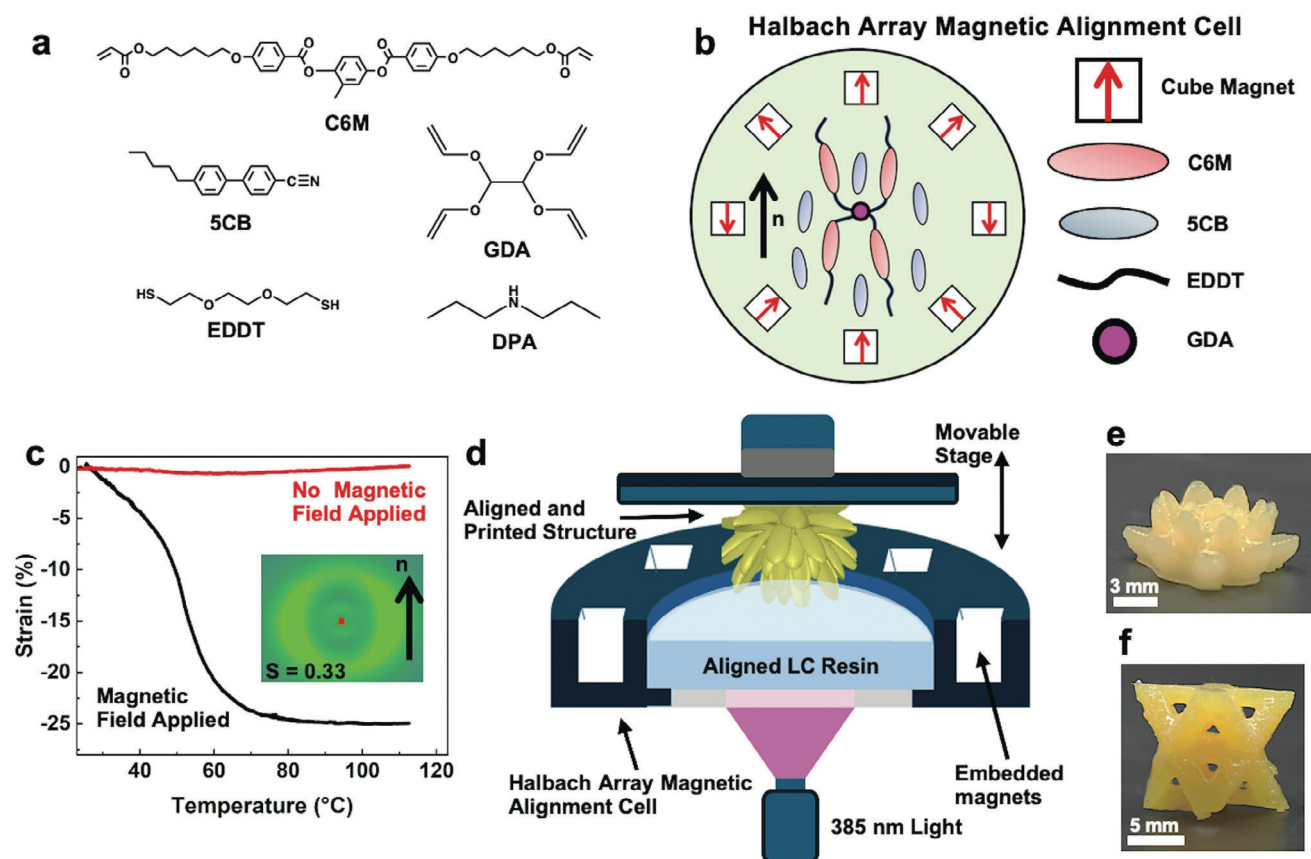 a
C6M
5CB
GDA
EDDT
DPA
O
O
O
O
O
O
O
O
C≡N
O
O
O
O
HS
O
O
SH
H
N
b
Halbach Array Magnetic Alignment Cell
n
Cube Magnet
C6M
5CB
EDDT
GDA
c
0
-5
-10
-15
-20
-25
Strain (%)
No Magnetic
Field Applied
n
S = 0.33
Magnetic
Field Applied
40
60
80
100
120
Temperature (°C)
d
Movable
Stage
Aligned and
Printed Structure
Aligned LC Resin
Halbach Array Magnetic
Alignment Cell
385 nm Light
Embedded
magnets
e
3 mm
f
5 mm